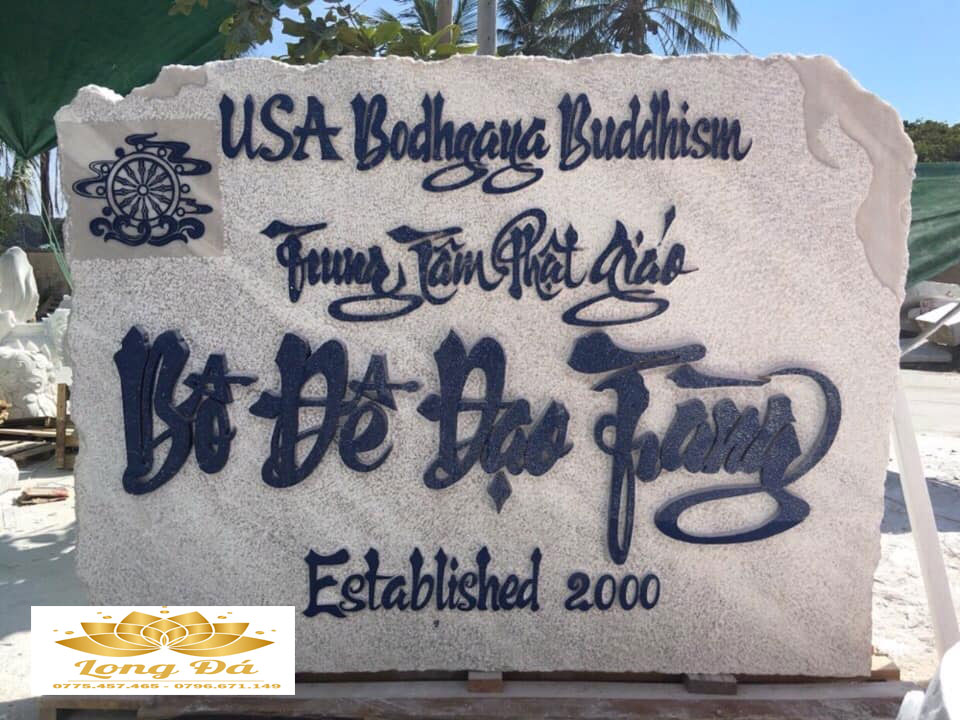 USA Bodhgaya Buddhism
Trung Tâm Phật Giáo
Bồ Đề Đạo Tràng
Established 2000
Long Đá
0775.457.465 - 0796.671.149